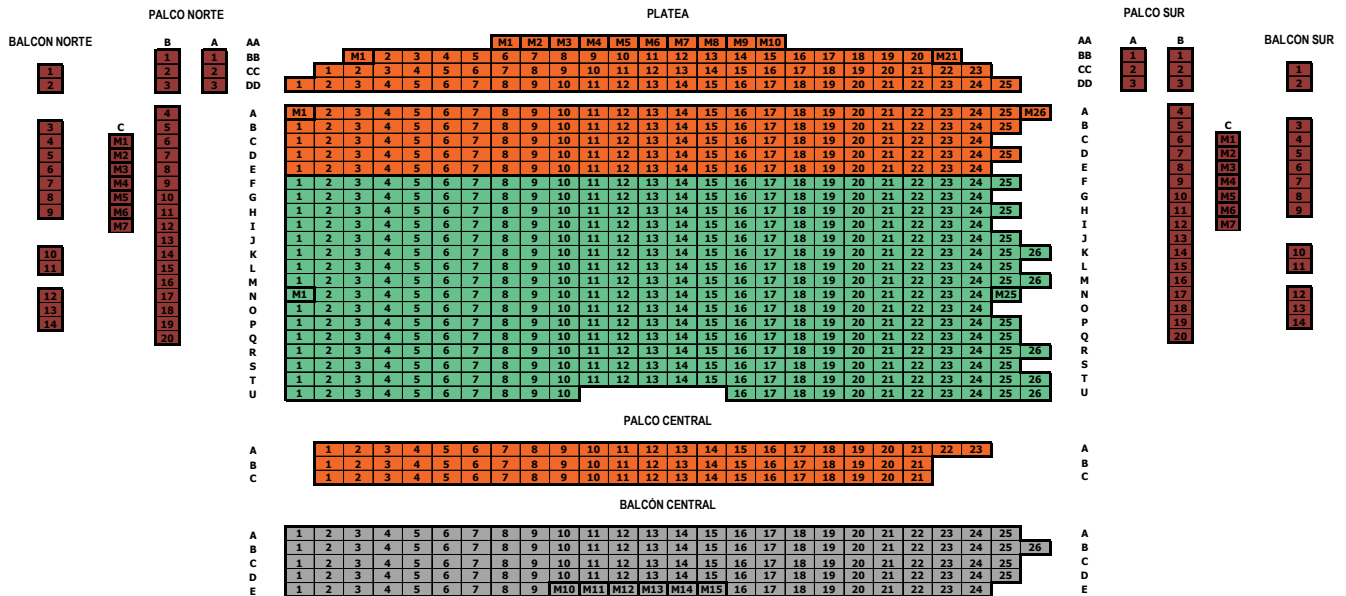 PALCO NORTE PLATEA PALCO SUR
BALCON NORTE B A AA M1 M2 M3 M4 M5 M6 M7 M8 M9 M10 AA A B BALCON SUR
1 1 BB M1 2 3 4 5 6 7 8 9 10 11 12 13 14 15 16 17 18 19 20 M21 BB 1 1
1 2 2 CC 1 2 3 4 5 6 7 8 9 10 11 12 13 14 15 16 17 18 19 20 21 22 23 CC 2 2 1
2 3 3 DD 1 2 3 4 5 6 7 8 9 10 11 12 13 14 15 16 17 18 19 20 21 22 23 24 25 DD 3 3 2
4 A M1 2 3 4 5 6 7 8 9 10 11 12 13 14 15 16 17 18 19 20 21 22 23 24 25 M26 A 4
3 C 5 B 1 2 3 4 5 6 7 8 9 10 11 12 13 14 15 16 17 18 19 20 21 22 23 24 25 B 5 C 3
4 M1 6 C 1 2 3 4 5 6 7 8 9 10 11 12 13 14 15 16 17 18 19 20 21 22 23 24 C 6 M1 4
5 M2 7 D 1 2 3 4 5 6 7 8 9 10 11 12 13 14 15 16 17 18 19 20 21 22 23 24 25 D 7 M2 5
6 M3 8 E 1 2 3 4 5 6 7 8 9 10 11 12 13 14 15 16 17 18 19 20 21 22 23 24 E 8 M3 6
7 M4 9 F 1 2 3 4 5 6 7 8 9 10 11 12 13 14 15 16 17 18 19 20 21 22 23 24 25 F 9 M4 7
8 M5 10 G 1 2 3 4 5 6 7 8 9 10 11 12 13 14 15 16 17 18 19 20 21 22 23 24 G 10 M5 8
9 M6 11 H 1 2 3 4 5 6 7 8 9 10 11 12 13 14 15 16 17 18 19 20 21 22 23 24 25 H 11 M6 9
M7 12 I 1 2 3 4 5 6 7 8 9 10 11 12 13 14 15 16 17 18 19 20 21 22 23 24 I 12 M7
13 J 1 2 3 4 5 6 7 8 9 10 11 12 13 14 15 16 17 18 19 20 21 22 23 24 25 J 13
10 14 K 1 2 3 4 5 6 7 8 9 10 11 12 13 14 15 16 17 18 19 20 21 22 23 24 25 26 K 14 10
11 15 L 1 2 3 4 5 6 7 8 9 10 11 12 13 14 15 16 17 18 19 20 21 22 23 24 25 L 15 11
16 M 1 2 3 4 5 6 7 8 9 10 11 12 13 14 15 16 17 18 19 20 21 22 23 24 25 26 M 16
12 17 N M1 2 3 4 5 6 7 8 9 10 11 12 13 14 15 16 17 18 19 20 21 22 23 24 M25 N 17 12
13 18 O 1 2 3 4 5 6 7 8 9 10 11 12 13 14 15 16 17 18 19 20 21 22 23 24 O 18 13
14 19 P 1 2 3 4 5 6 7 8 9 10 11 12 13 14 15 16 17 18 19 20 21 22 23 24 25 P 19 14
20 Q 1 2 3 4 5 6 7 8 9 10 11 12 13 14 15 16 17 18 19 20 21 22 23 24 25 Q 20
R 1 2 3 4 5 6 7 8 9 10 11 12 13 14 15 16 17 18 19 20 21 22 23 24 25 26 R
S 1 2 3 4 5 6 7 8 9 10 11 12 13 14 15 16 17 18 19 20 21 22 23 24 25 S
T 1 2 3 4 5 6 7 8 9 10 11 12 13 14 15 16 17 18 19 20 21 22 23 24 25 26 T
U 1 2 3 4 5 6 7 8 9 10 16 17 18 19 20 21 22 23 24 25 26 U
PALCO CENTRAL
A 1 2 3 4 5 6 7 8 9 10 11 12 13 14 15 16 17 18 19 20 21 22 23 A
B 1 2 3 4 5 6 7 8 9 10 11 12 13 14 15 16 17 18 19 20 21 B
C 1 2 3 4 5 6 7 8 9 10 11 12 13 14 15 16 17 18 19 20 21 C
BALCÓN CENTRAL
A 1 2 3 4 5 6 7 8 9 10 11 12 13 14 15 16 17 18 19 20 21 22 23 24 25 A
B 1 2 3 4 5 6 7 8 9 10 11 12 13 14 15 16 17 18 19 20 21 22 23 24 25 26 B
C 1 2 3 4 5 6 7 8 9 10 11 12 13 14 15 16 17 18 19 20 21 22 23 24 25 C
D 1 2 3 4 5 6 7 8 9 10 11 12 13 14 15 16 17 18 19 20 21 22 23 24 25 D
E 1 2 3 4 5 6 7 8 9 M10 M11 M12 M13 M14 M15 16 17 18 19 20 21 22 23 24 E